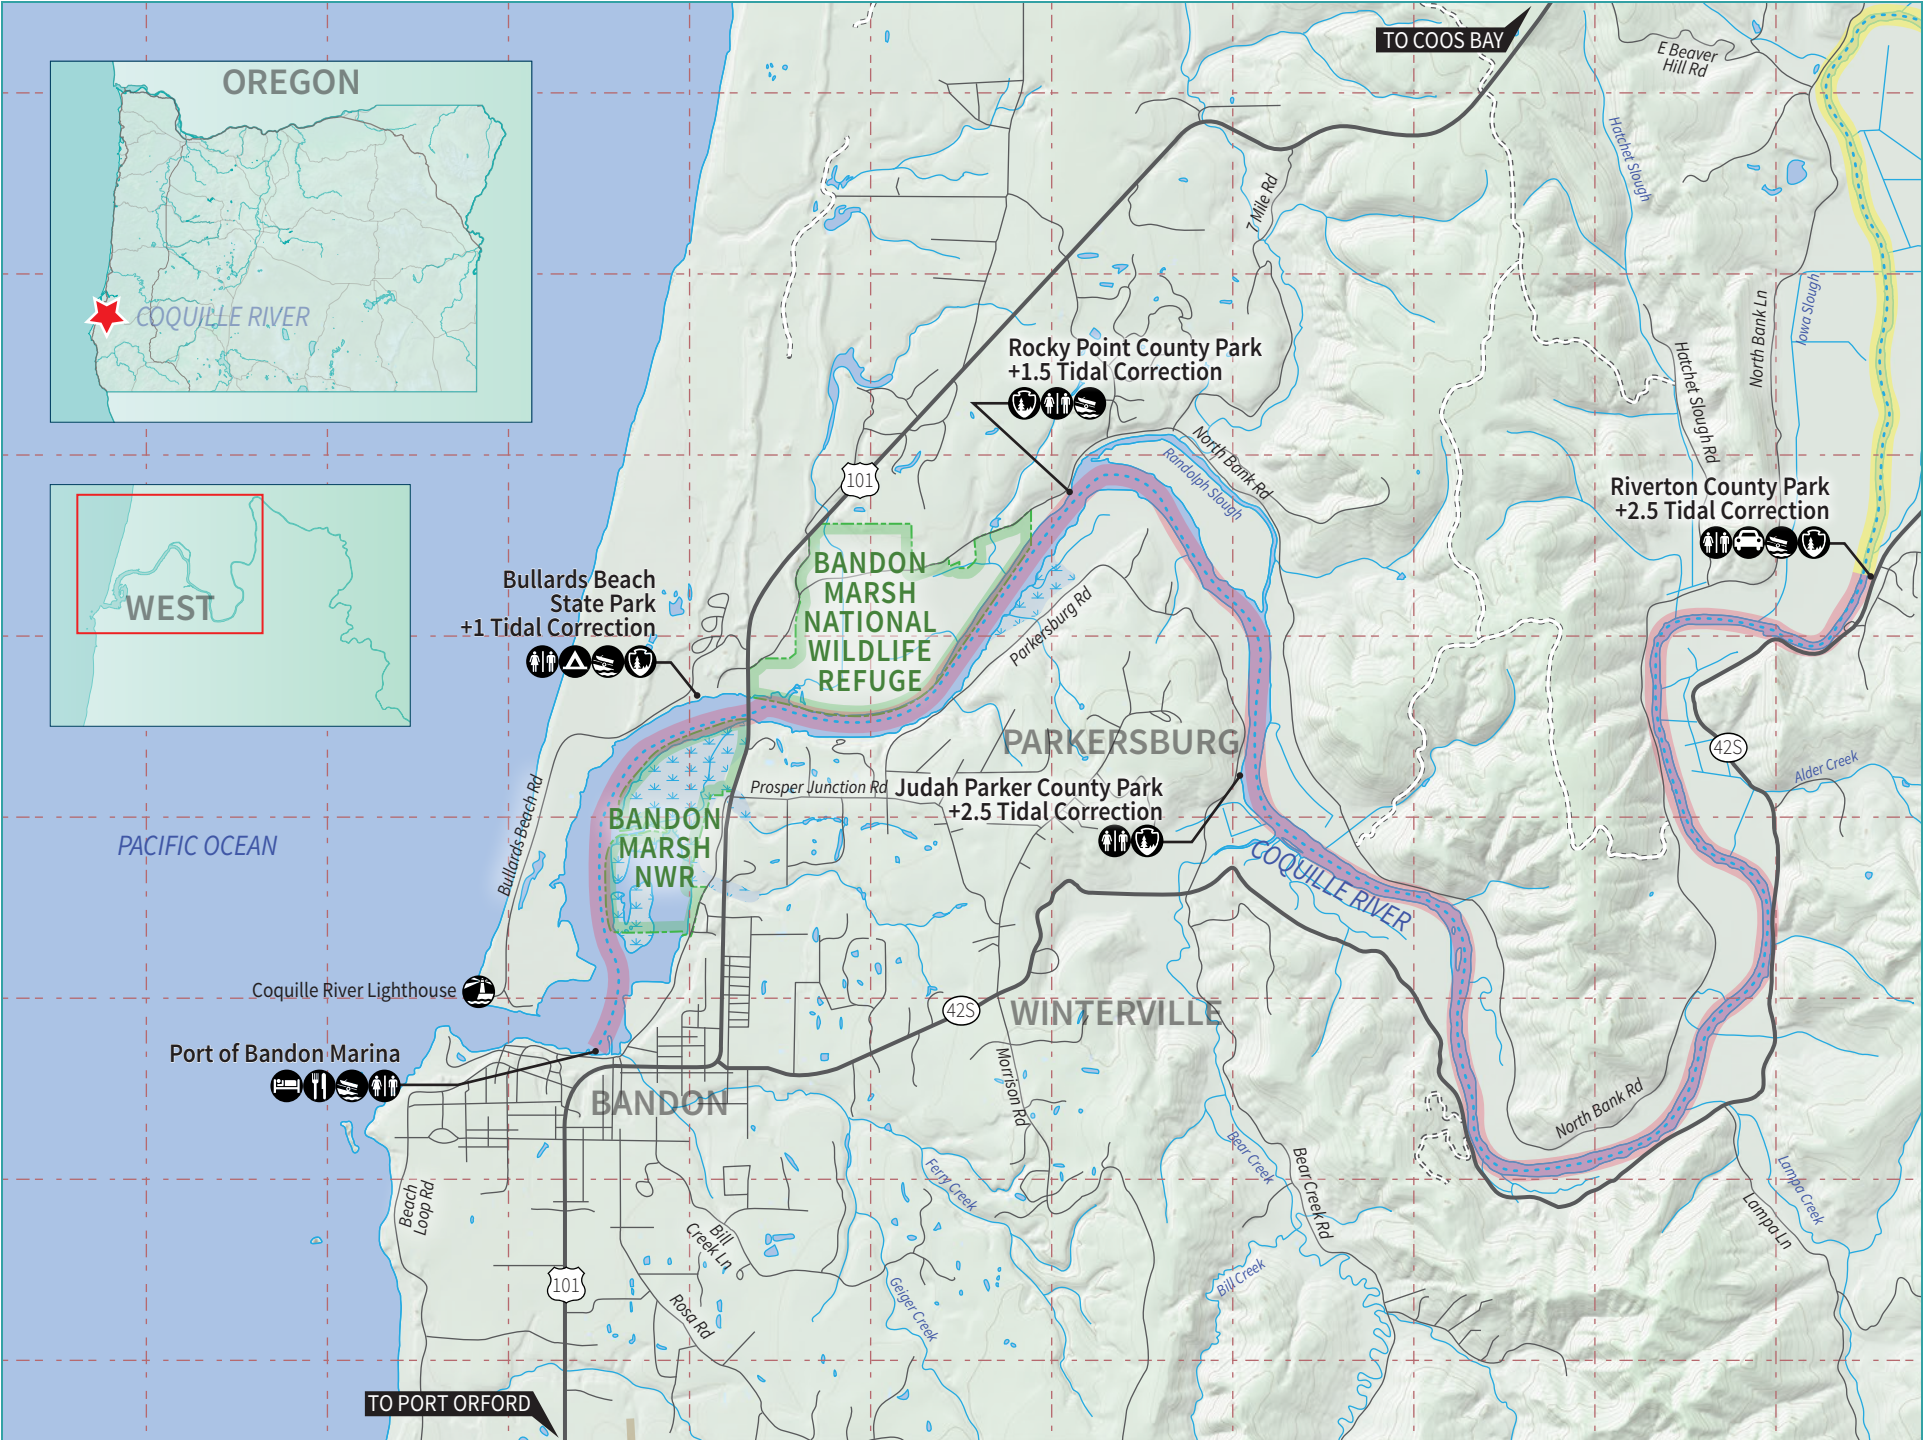 TO COOS BAY
E Beaver
Hill Rd
OREGON
COQUILLE RIVER
Hatchet Slough
7 Mile Rd
Iowa Slough
North Bank Ln
Hatchet Slough Rd
Rocky Point County Park
+1.5 Tidal Correction
North Bank Rd
Randolph Slough
101
Riverton County Park
+2.5 Tidal Correction
WEST
Bullards Beach
State Park
+1 Tidal Correction
BANDON
MARSH
NATIONAL
WILDLIFE
REFUGE
Parkersburg Rd
PARKERSBURG
42S
Alder Creek
Prosper Junction Rd
Judah Parker County Park
+2.5 Tidal Correction
Bullards Beach Rd
BANDON
MARSH
NWR
PACIFIC OCEAN
COQUILLE RIVER
Coquille River Lighthouse
42S
WINTERVILLE
Port of Bandon Marina
BANDON
Morrison Rd
North Bank Rd
Bear Creek
Bear Creek Rd
Ferry Creek
Lampa Creek
Lampa Ln
Beach
Loop Rd
Bill
Creek Ln
Bill Creek
101
Rosa Rd
Geiger Creek
TO PORT ORFORD